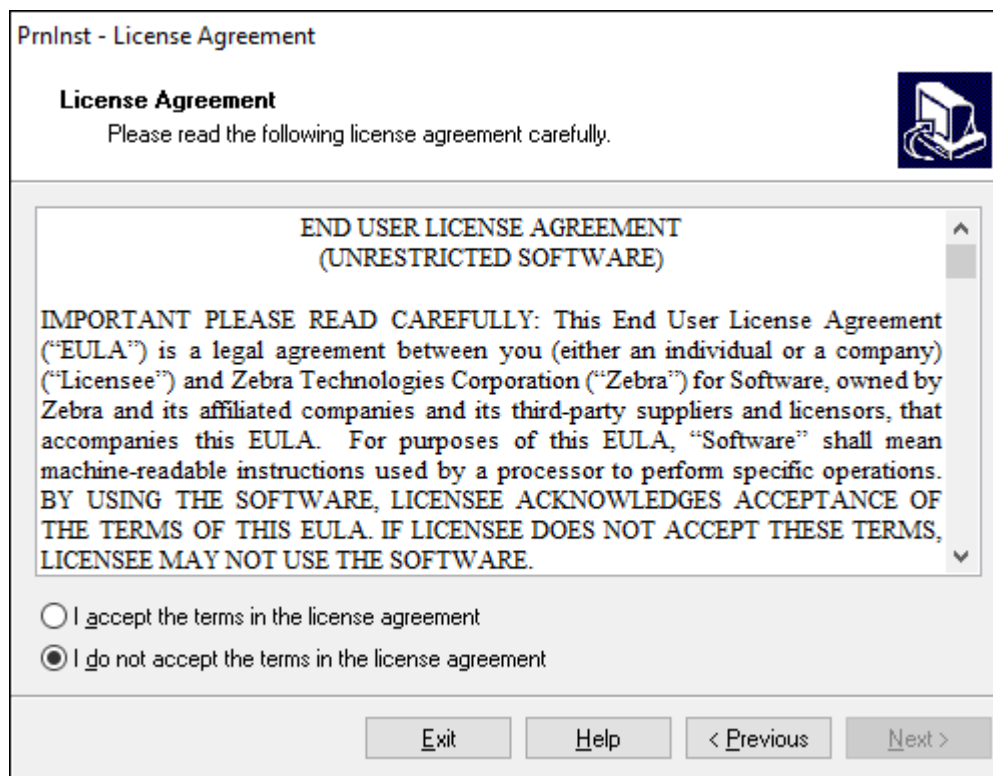 PrnInst - License Agreement
License Agreement
Please read the following license agreement carefully.
END USER LICENSE AGREEMENT
(UNRESTRICTED SOFTWARE)
IMPORTANT PLEASE READ CAREFULLY: This End User License Agreement
(“EULA”) is a legal agreement between you (either an individual or a company)
(“Licensee”) and Zebra Technologies Corporation (“Zebra”) for Software, owned by
Zebra and its affiliated companies and its third-party suppliers and licensors, that
accompanies this EULA.  For purposes of this EULA, “Software” shall mean
machine-readable instructions used by a processor to perform specific operations.
BY USING THE SOFTWARE, LICENSEE ACKNOWLEDGES ACCEPTANCE OF
THE TERMS OF THIS EULA. IF LICENSEE DOES NOT ACCEPT THESE TERMS,
LICENSEE MAY NOT USE THE SOFTWARE.
I accept the terms in the license agreement
I do not accept the terms in the license agreement
Exit
Help
< Previous
Next >